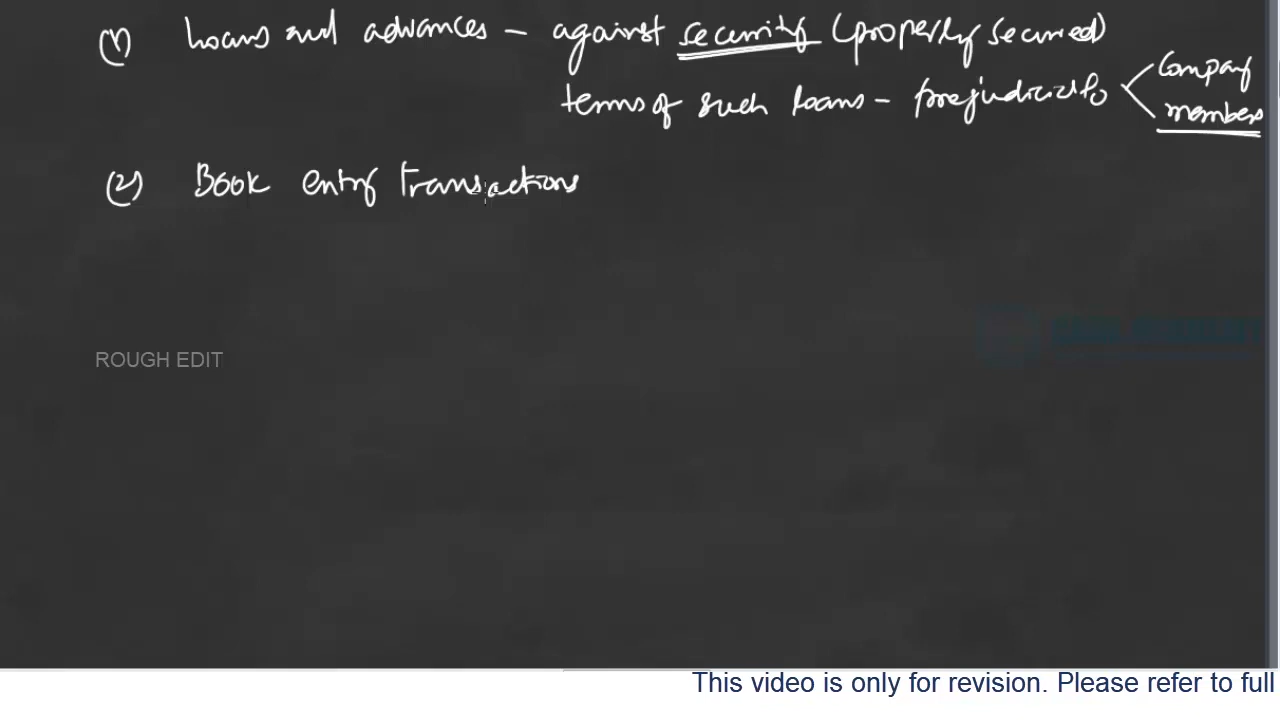 (1) Loans and advances – against security (properly secured)
terms of such loans – prejudicial to
Company
members
(2) Book entry transactions
ROUGH EDIT
This video is only for revision. Please refer to full